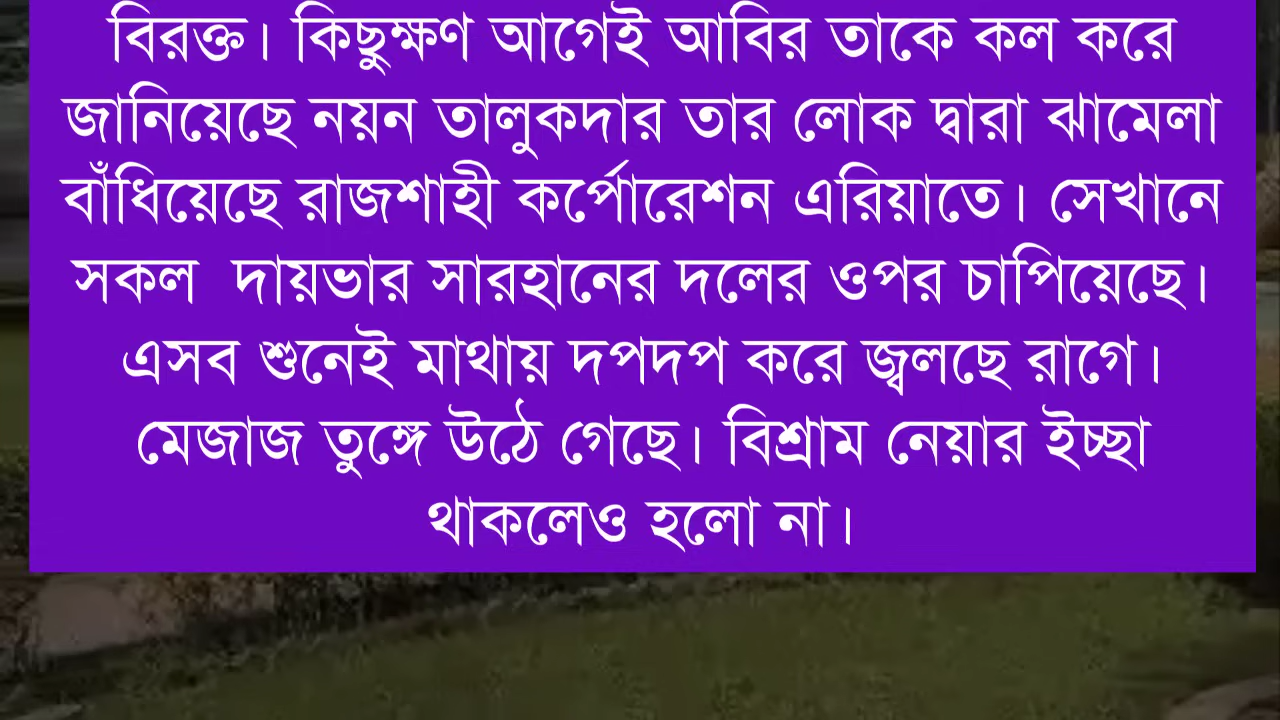 বিরক্ত। কিছুক্ষণ আগেই আবির তাকে কল করে
জানিয়েছে নয়ন তালুকদার তার লোক দ্বারা ঝামেলা
বাঁধিয়েছে রাজশাহী কর্পোরেশন এরিয়াতে। সেখানে
সকল  দায়ভার সারহানের দলের ওপর চাপিয়েছে।
এসব শুনেই মাথায় দপদপ করে জ্বলছে রাগে।
মেজাজ তুঙ্গে উঠে গেছে। বিশ্রাম নেয়ার ইচ্ছা
থাকলেও হলো না।